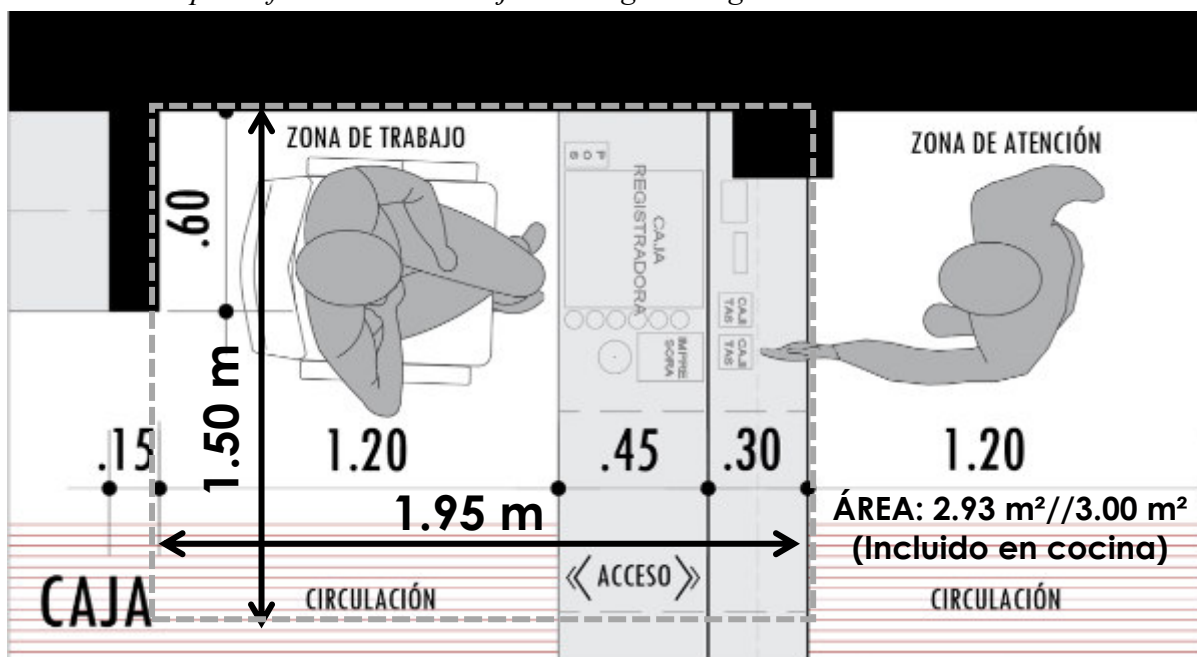 ZONA DE TRABAJO
ZONA DE ATENCIÓN
P O S
CAJA
REGISTRADORA
.60
CAJE
TAS
CAJE
TAS
IMPRE
SORA
1.50 m
.15
1.20
.45
.30
1.20
1.95 m
ÁREA: 2.93 m²//3.00 m²
(Incluido en cocina)
CAJA
CIRCULACIÓN
« ACCESO »
CIRCULACIÓN